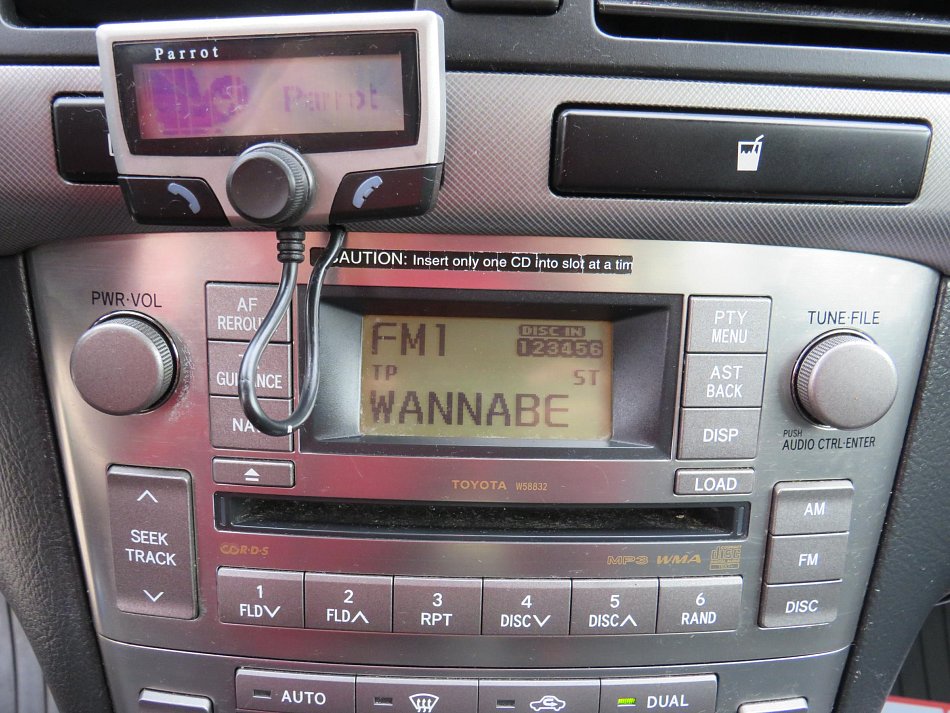 Parrot
Parrot
CAUTION: Insert only one CD into slot at a tim
PWR·VOL
AF
REROU
GUIDANCE
NA
FM1
DISC IN
123456
TP
ST
WANNABE
PTY
MENU
AST
BACK
DISP
TUNE·FILE
PUSH
AUDIO CTRL·ENTER
TOYOTA W58832
LOAD
SEEK
TRACK
CD R·D·S
MP3 WMA
1
FLD
2
FLD
3
RPT
4
DISC
5
DISC
6
RAND
AM
FM
DISC
AUTO
DUAL